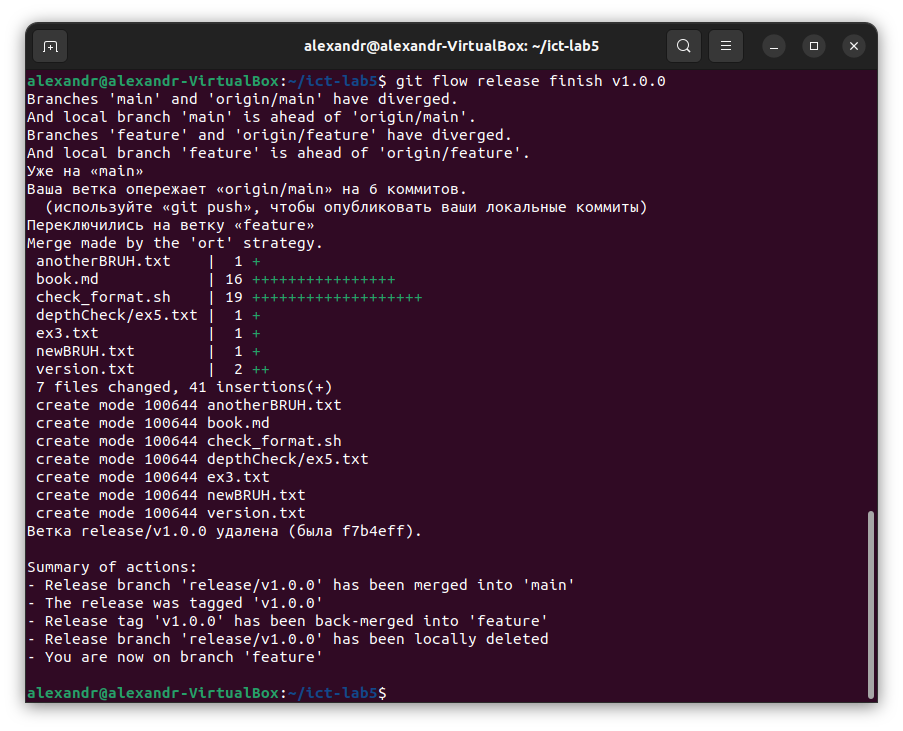 alexandr@alexandr-VirtualBox: ~/ict-lab5
alexandr@alexandr-VirtualBox:~/ict-lab5$ git flow release finish v1.0.0
Branches 'main' and 'origin/main' have diverged.
And local branch 'main' is ahead of 'origin/main'.
Branches 'feature' and 'origin/feature' have diverged.
And local branch 'feature' is ahead of 'origin/feature'.
Уже на «main»
Ваша ветка опережает «origin/main» на 6 коммитов.
  (используйте «git push», чтобы опубликовать ваши локальные коммиты)
Переключились на ветку «feature»
Merge made by the 'ort' strategy.
 anotherBRUH.txt    |  1 +
 book.md            | 16 ++++++++++++++++
 check_format.sh    | 19 +++++++++++++++++++
 depthCheck/ex5.txt |  1 +
 ex3.txt            |  1 +
 newBRUH.txt        |  1 +
 version.txt        |  2 ++
 7 files changed, 41 insertions(+)
 create mode 100644 anotherBRUH.txt
 create mode 100644 book.md
 create mode 100644 check_format.sh
 create mode 100644 depthCheck/ex5.txt
 create mode 100644 ex3.txt
 create mode 100644 newBRUH.txt
 create mode 100644 version.txt
Ветка release/v1.0.0 удалена (была f7b4eff).

Summary of actions:
- Release branch 'release/v1.0.0' has been merged into 'main'
- The release was tagged 'v1.0.0'
- Release tag 'v1.0.0' has been back-merged into 'feature'
- Release branch 'release/v1.0.0' has been locally deleted
- You are now on branch 'feature'

alexandr@alexandr-VirtualBox:~/ict-lab5$